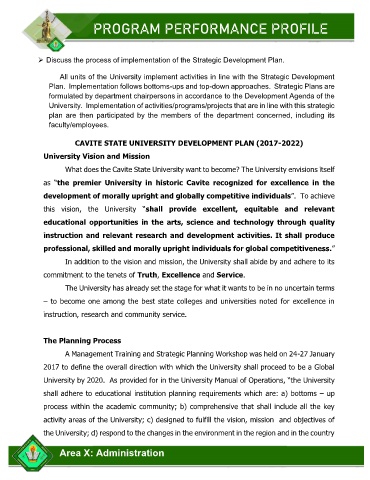 PROGRAM PERFORMANCE PROFILE
➢ Discuss the process of implementation of the Strategic Development Plan.
All units of the University implement activities in line with the Strategic Development
Plan. Implementation follows bottoms-ups and top-down approaches. Strategic Plans are
formulated by department chairpersons in accordance to the Development Agenda of the
University. Implementation of activities/programs/projects that are in line with this strategic
plan are then participated by the members of the department concerned, including its
faculty/employees.
CAVITE STATE UNIVERSITY DEVELOPMENT PLAN (2017-2022)
University Vision and Mission
What does the Cavite State University want to become? The University envisions itself
as "the premier University in historic Cavite recognized for excellence in the
development of morally upright and globally competitive individuals". To achieve
this vision, the University "shall provide excellent, equitable and relevant
educational opportunities in the arts, science and technology through quality
instruction and relevant research and development activities. It shall produce
professional, skilled and morally upright individuals for global competitiveness."
In addition to the vision and mission, the University shall abide by and adhere to its
commitment to the tenets of Truth, Excellence and Service.
The University has already set the stage for what it wants to be in no uncertain terms
– to become one among the best state colleges and universities noted for excellence in
instruction, research and community service.
The Planning Process
A Management Training and Strategic Planning Workshop was held on 24-27 January
2017 to define the overall direction with which the University shall proceed to be a Global
University by 2020. As provided for in the University Manual of Operations, "the University
shall adhere to educational institution planning requirements which are: a) bottoms – up
process within the academic community; b) comprehensive that shall include all the key
activity areas of the University; c) designed to fulfill the vision, mission and objectives of
the University; d) respond to the changes in the environment in the region and in the country
Area X: Administration